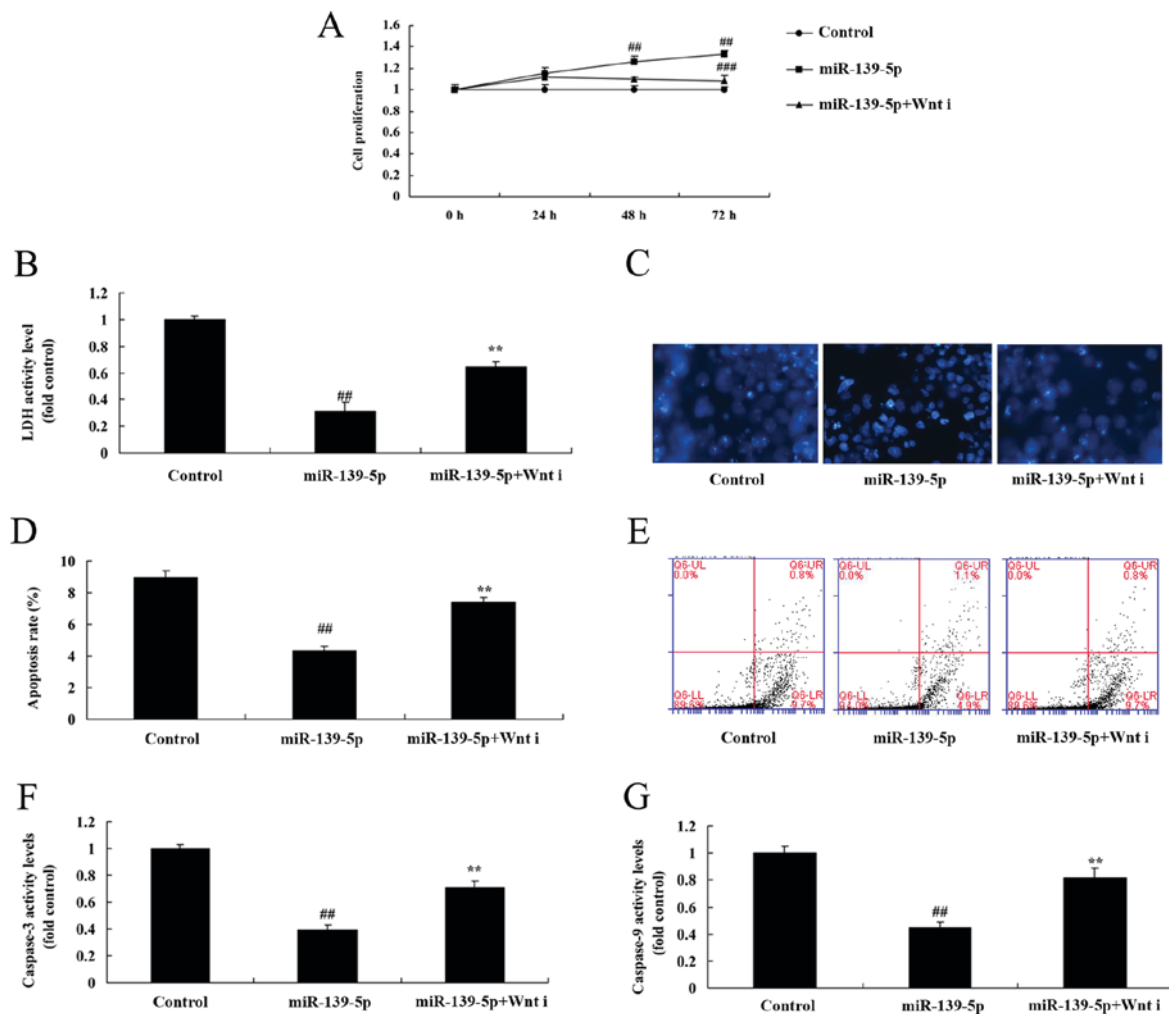 A
1.6
1.4
1.2
1
0.8
0.6
0.4
0.2
0
Cell proliferation
0 h
24 h
48 h
72 h
##
##
###
Control
miR-139-5p
miR-139-5p+Wnt i
B
1.2
1
0.8
0.6
0.4
0.2
0
LDH activity level
(fold control)
##
**
Control
miR-139-5p
miR-139-5p+Wnt i
C
Control
miR-139-5p
miR-139-5p+Wnt i
D
10
8
6
4
2
0
Apoptosis rate (%)
##
**
Control
miR-139-5p
miR-139-5p+Wnt i
E
Q6-UL
0.0%
Q6-UR
0.8%
Q6-LL
89.6%
Q6-LR
9.7%
Q6-UL
0.0%
Q6-UR
1.1%
Q6-LL
94.0%
Q6-LR
4.9%
Q6-UL
0.0%
Q6-UR
0.8%
Q6-LL
89.6%
Q6-LR
9.7%
Control
miR-139-5p
miR-139-5p+Wnt i
F
1.2
1
0.8
0.6
0.4
0.2
0
Caspase-3 activity levels
(fold control)
##
**
Control
miR-139-5p
miR-139-5p+Wnt i
G
1.2
1
0.8
0.6
0.4
0.2
0
Caspase-9 activity levels
(fold control)
##
**
Control
miR-139-5p
miR-139-5p+Wnt i